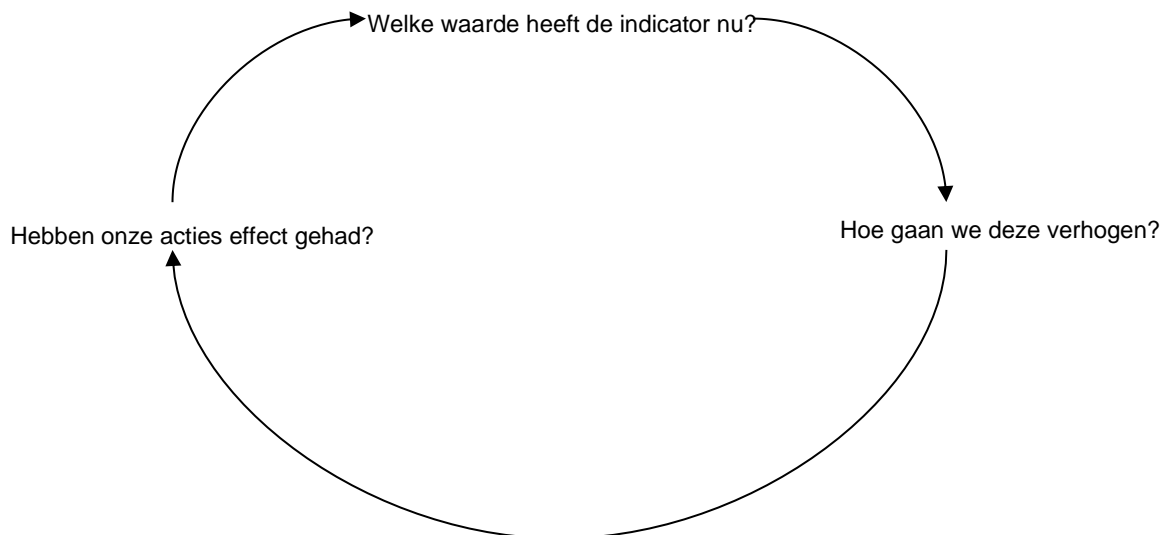 Welke waarde heeft de indicator nu?
Hoe gaan we deze verhogen?
Hebben onze acties effect gehad?